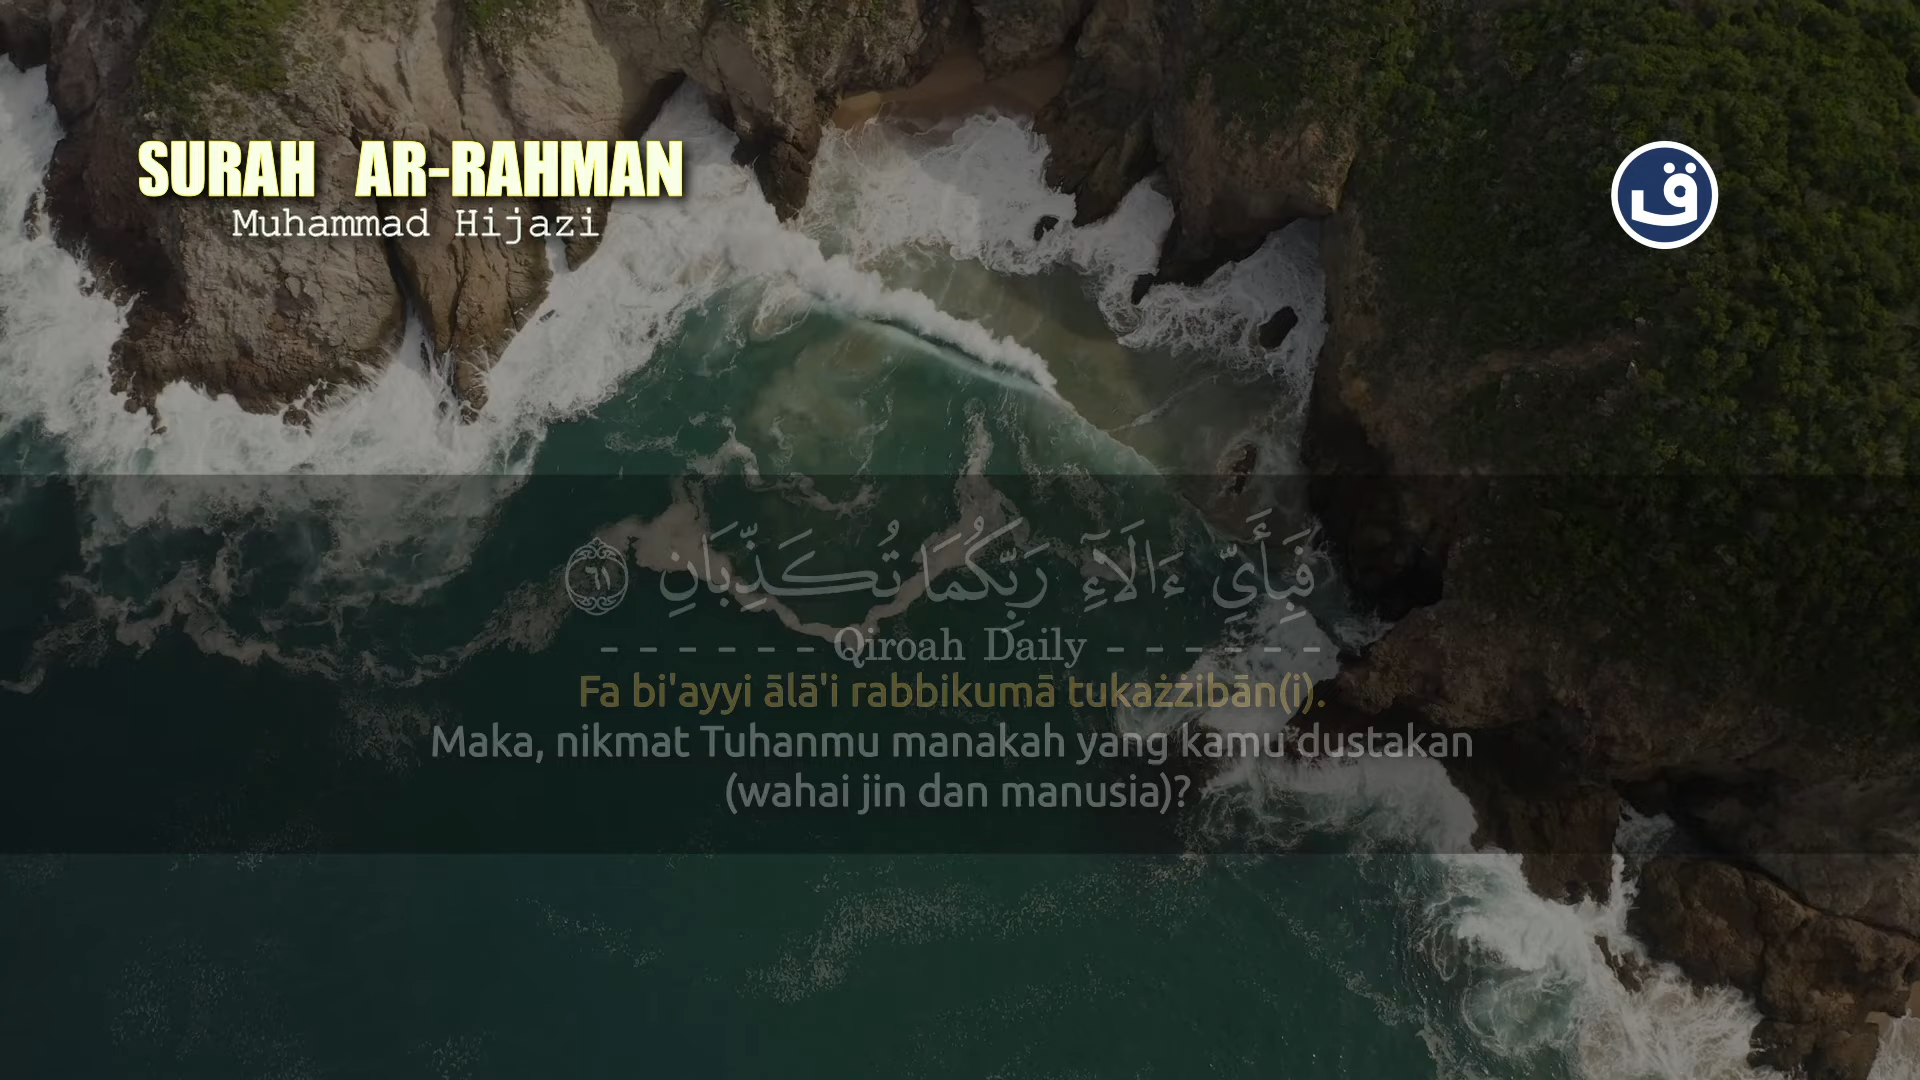 SURAH AR-RAHMAN
Muhammad Hijazi
ق
فَبِأَيِّ ءَالَآءِ رَبِّكُمَا تُكَذِّبَانِ ٦١
------Qiroah Daily------
Fa bi'ayyi ālā'i rabbikumā tukażżibān(i).
Maka, nikmat Tuhanmu manakah yang kamu dustakan
(wahai jin dan manusia)?